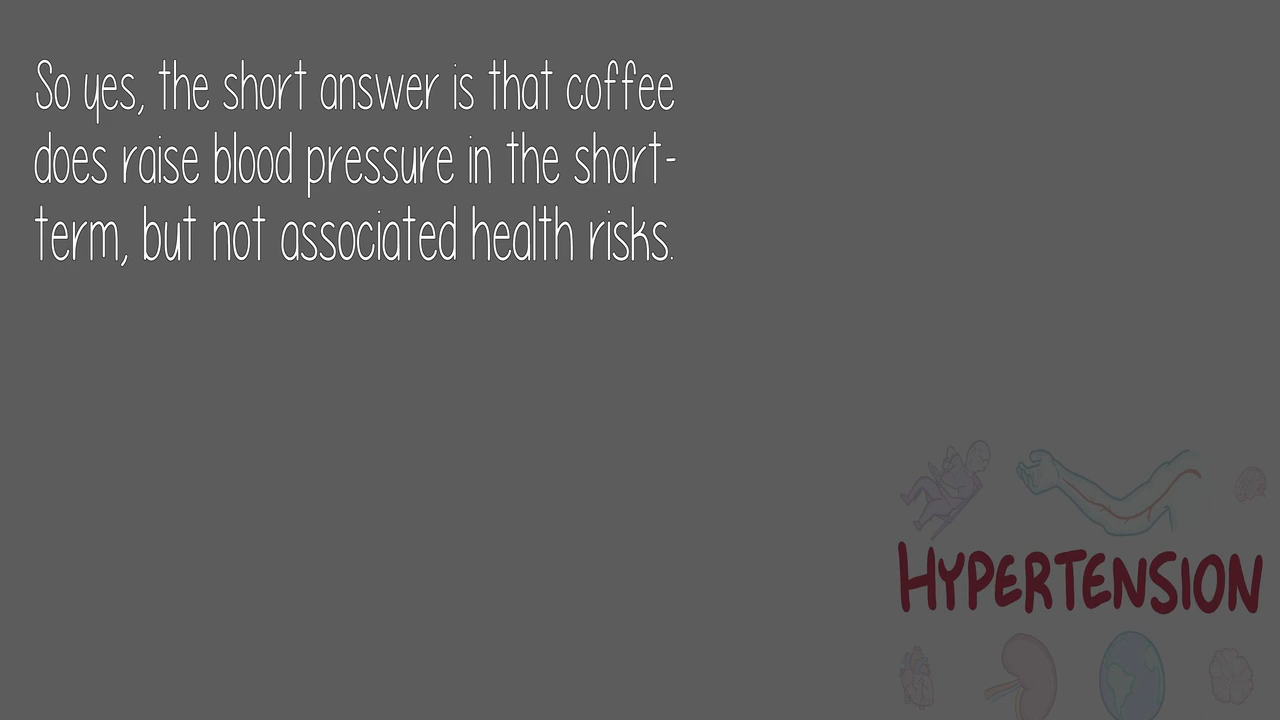 So yes, the short answer is that coffee
does raise blood pressure in the short-
term, but not associated health risks.
HYPERTENSION